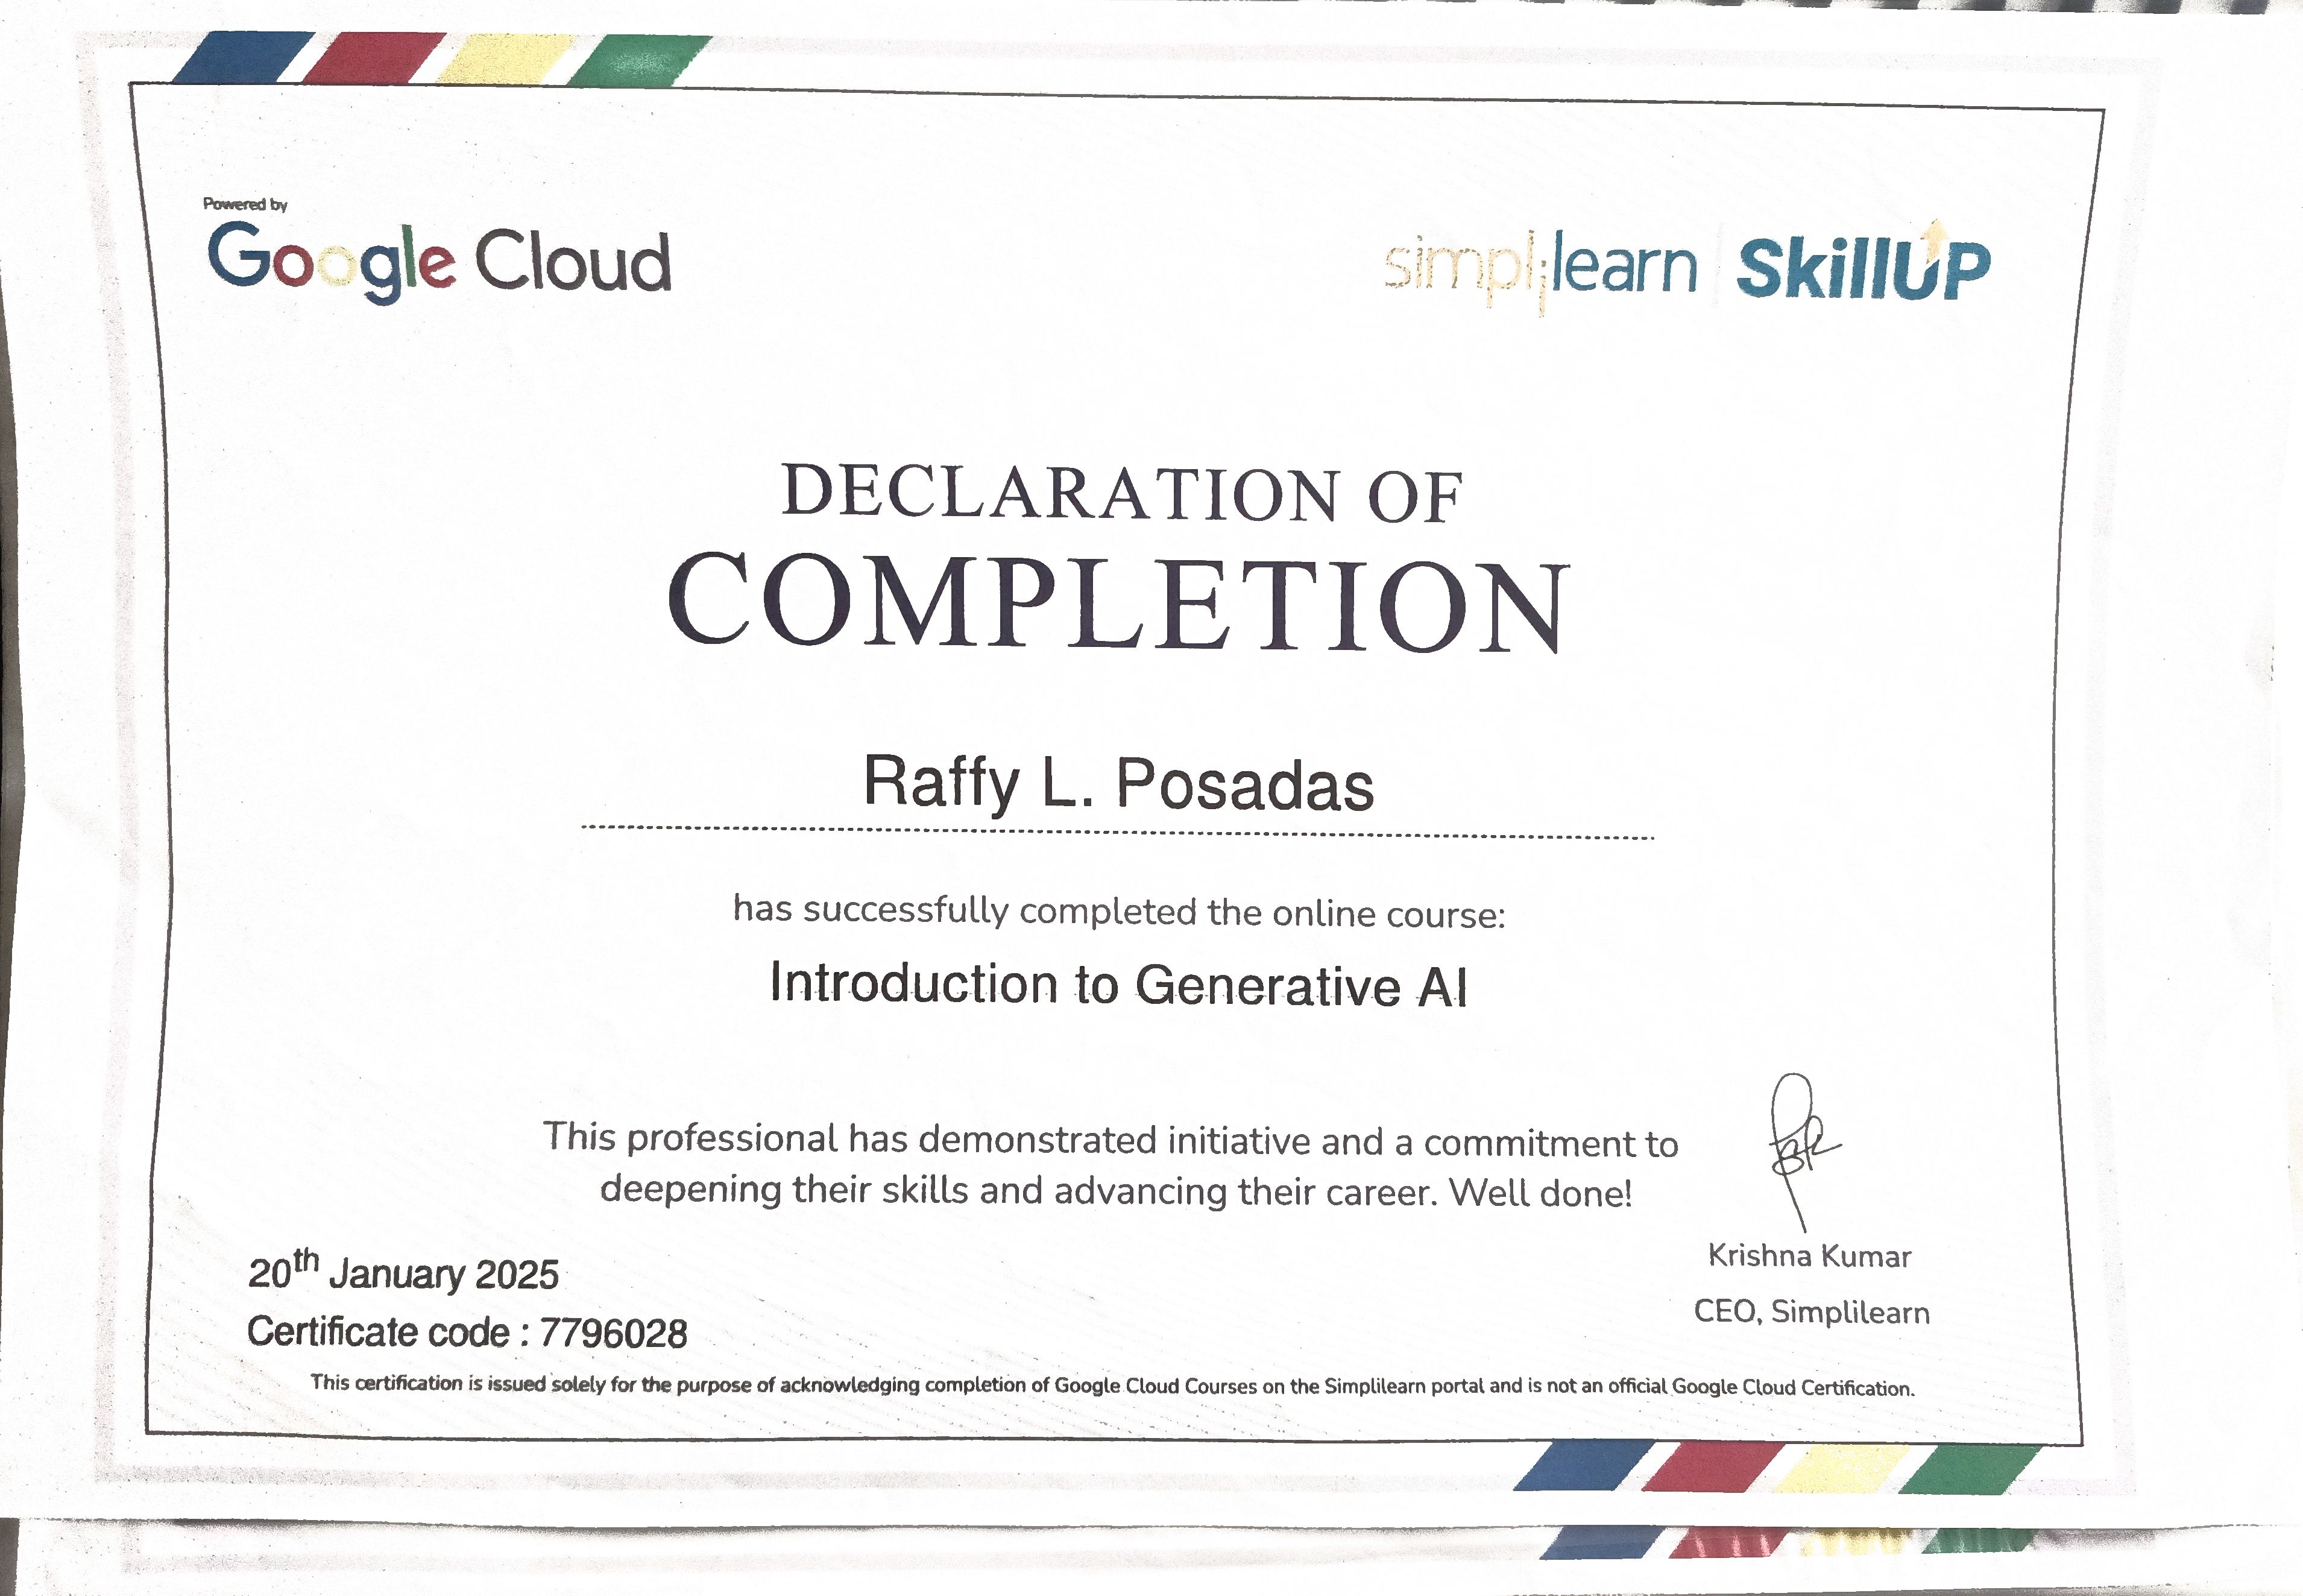 Powered by
Google Cloud
simplilearn | SkillUP
DECLARATION OF
COMPLETION
Raffy L. Posadas
has successfully completed the online course:
Introduction to Generative AI
This professional has demonstrated initiative and a commitment to
deepening their skills and advancing their career. Well done!
20th January 2025
Certificate code : 7796028
Krishna Kumar
CEO, Simplilearn
This certification is issued solely for the purpose of acknowledging completion of Google Cloud Courses on the Simplilearn portal and is not an official Google Cloud Certification.